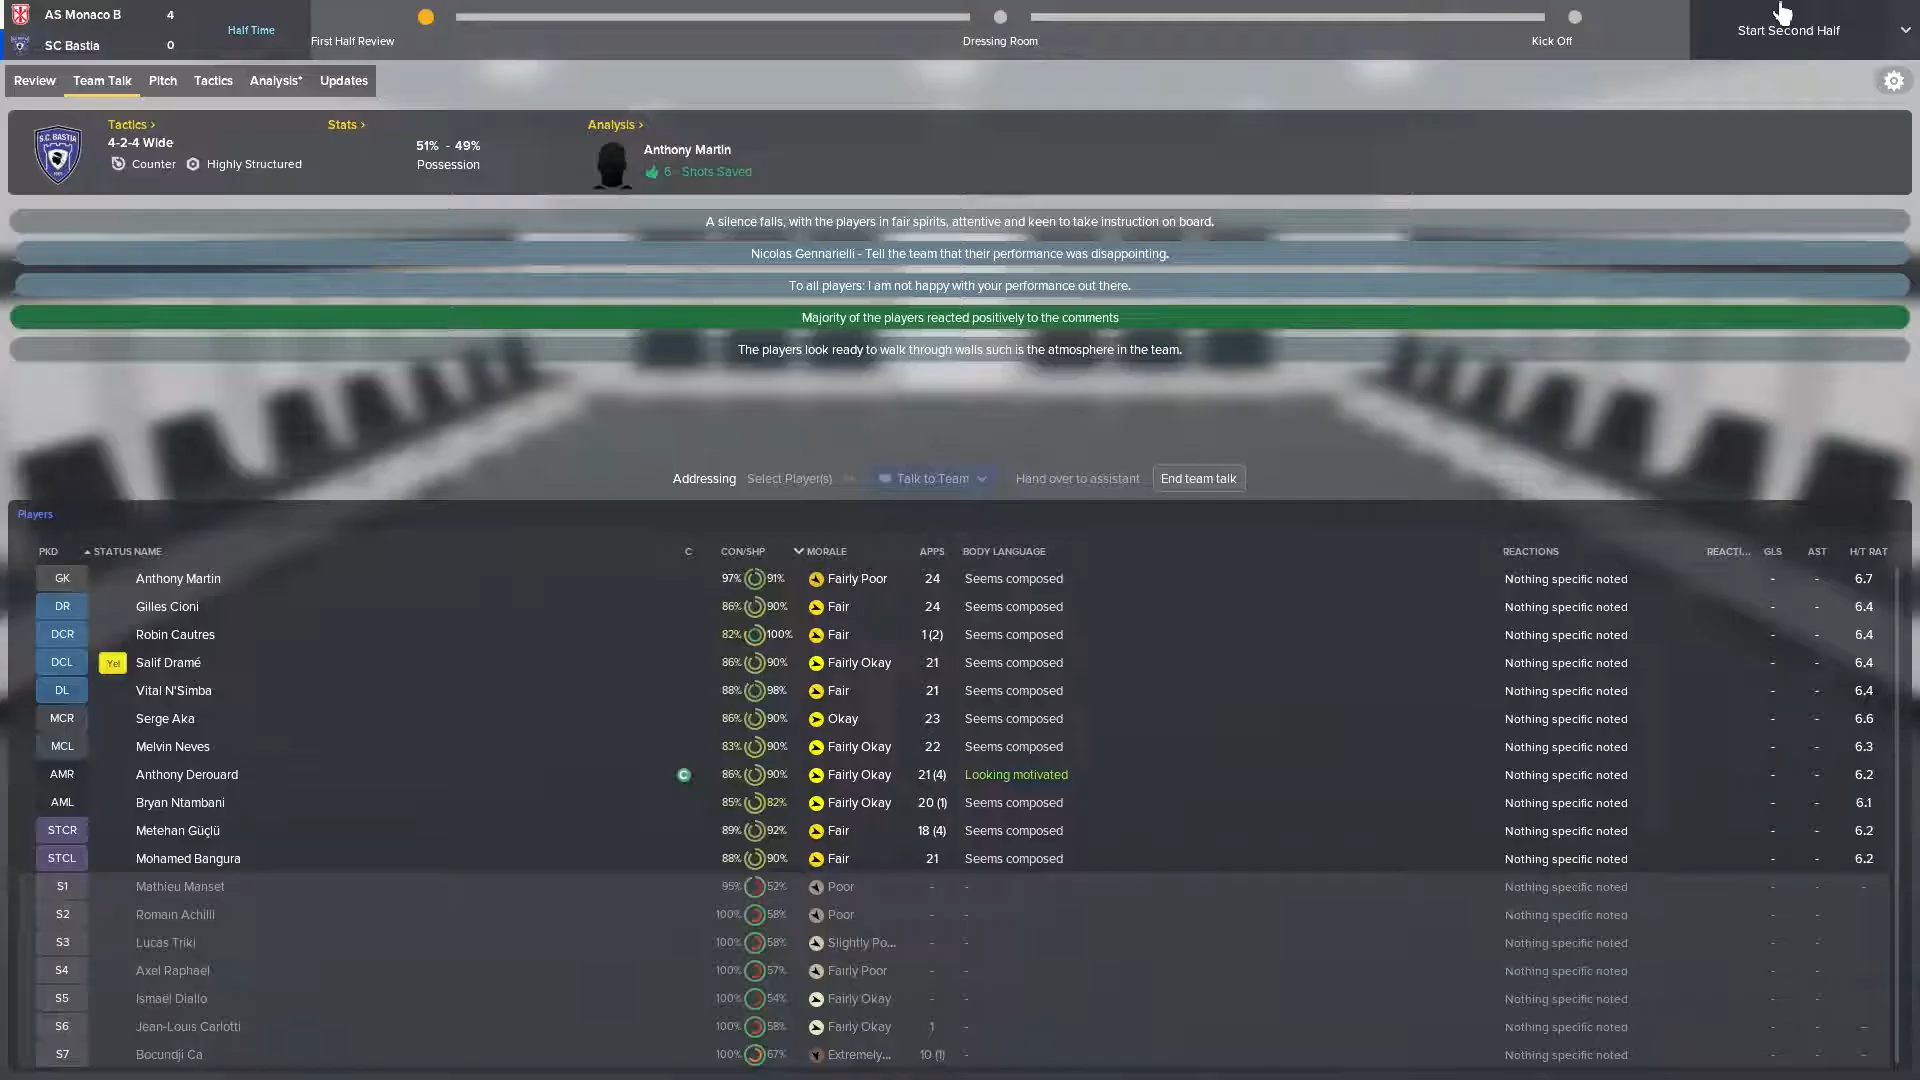 AS Monaco B 4
SC Bastia 0
Half Time
First Half Review
Dressing Room
Kick Off
Start Second Half
Review Team Talk Pitch Tactics Analysis* Updates
S.C. BASTIA
Tactics >
4-2-4 Wide
Counter Highly Structured
Stats >
51% - 49%
Possession
Analysis >
Anthony Martin
6 - Shots Saved
A silence falls, with the players in fair spirits, attentive and keen to take instruction on board.
Nicolas Gennarielli - Tell the team that their performance was disappointing.
To all players: I am not happy with your performance out there.
Majority of the players reacted positively to the comments
The players look ready to walk through walls such is the atmosphere in the team.
Addressing Select Player(s) Talk to Team Hand over to assistant End team talk
Players
PKD STATUS NAME C CON/SHP MORALE APPS BODY LANGUAGE REACTIONS REACTI... GLS AST H/T RAT
GK Anthony Martin 97% 91% Fairly Poor 24 Seems composed Nothing specific noted - - 6.7
DR Gilles Cioni 86% 90% Fair 24 Seems composed Nothing specific noted - - 6.4
DCR Robin Cautres 82% 100% Fair 1 (2) Seems composed Nothing specific noted - - 6.4
DCL Yel Salif Dramé 86% 90% Fairly Okay 21 Seems composed Nothing specific noted - - 6.4
DL Vital N'Simba 88% 98% Fair 21 Seems composed Nothing specific noted - - 6.4
MCR Serge Aka 86% 90% Okay 23 Seems composed Nothing specific noted - - 6.6
MCL Melvin Neves 83% 90% Fairly Okay 22 Seems composed Nothing specific noted - - 6.3
AMR Anthony Derouard C 86% 90% Fairly Okay 21 (4) Looking motivated Nothing specific noted - - 6.2
AML Bryan Ntambani 85% 82% Fairly Okay 20 (1) Seems composed Nothing specific noted - - 6.1
STCR Metehan Güçlü 89% 92% Fair 18 (4) Seems composed Nothing specific noted - - 6.2
STCL Mohamed Bangura 88% 90% Fair 21 Seems composed Nothing specific noted - - 6.2
S1 Mathieu Manset 95% 52% Poor - - Nothing specific noted - - -
S2 Romain Achilli 100% 58% Poor - - Nothing specific noted - -
S3 Lucas Triki 100% 58% Slightly Po... - - Nothing specific noted - -
S4 Axel Raphael 100% 57% Fairly Poor - - Nothing specific noted - -
S5 Ismaël Diallo 100% 54% Fairly Okay - - Nothing specific noted - -
S6 Jean-Louis Carlotti 100% 58% Fairly Okay 1 - Nothing specific noted - - -
S7 Bocundji Ca 100% 67% Extremely... 10 (1) - Nothing specific noted - - -